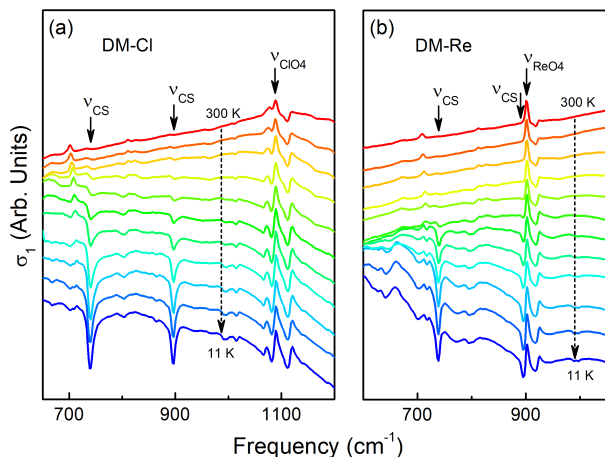 (a)
DM-Cl
ν_CS
ν_CS
ν_ClO4
300 K
11 K
700
900
1100
(b)
DM-Re
ν_CS
ν_CS
ν_ReO4
300 K
11 K
700
900
σ_1 (Arb. Units)
Frequency (cm^-1)